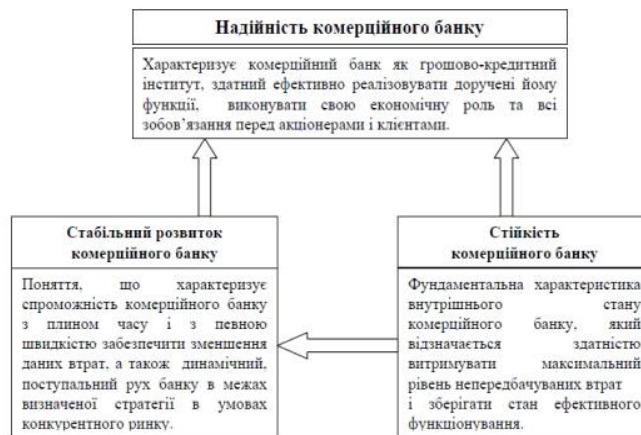 Надійність комерційного банку
Характеризує комерційний банк як грошово-кредитний
інститут, здатний ефективно реалізовувати доручені йому
функції, виконувати свою економічну роль та всі
зобов’язання перед акціонерами і клієнтами.
Стабільний розвиток
комерційного банку
Поняття, що характеризує
спроможність комерційного банку
з плином часу і з певною
швидкістю забезпечити зменшення
даних втрат, а також динамічний,
поступальний рух банку в межах
визначеної стратегії в умовах
конкурентного ринку.
Стійкість
комерційного банку
Фундаментальна характеристика
внутрішнього стану
комерційного банку, який
відзначається здатністю
витримувати максимальний
рівень непередбачуваних втрат
і зберігати стан ефективного
функціонування.